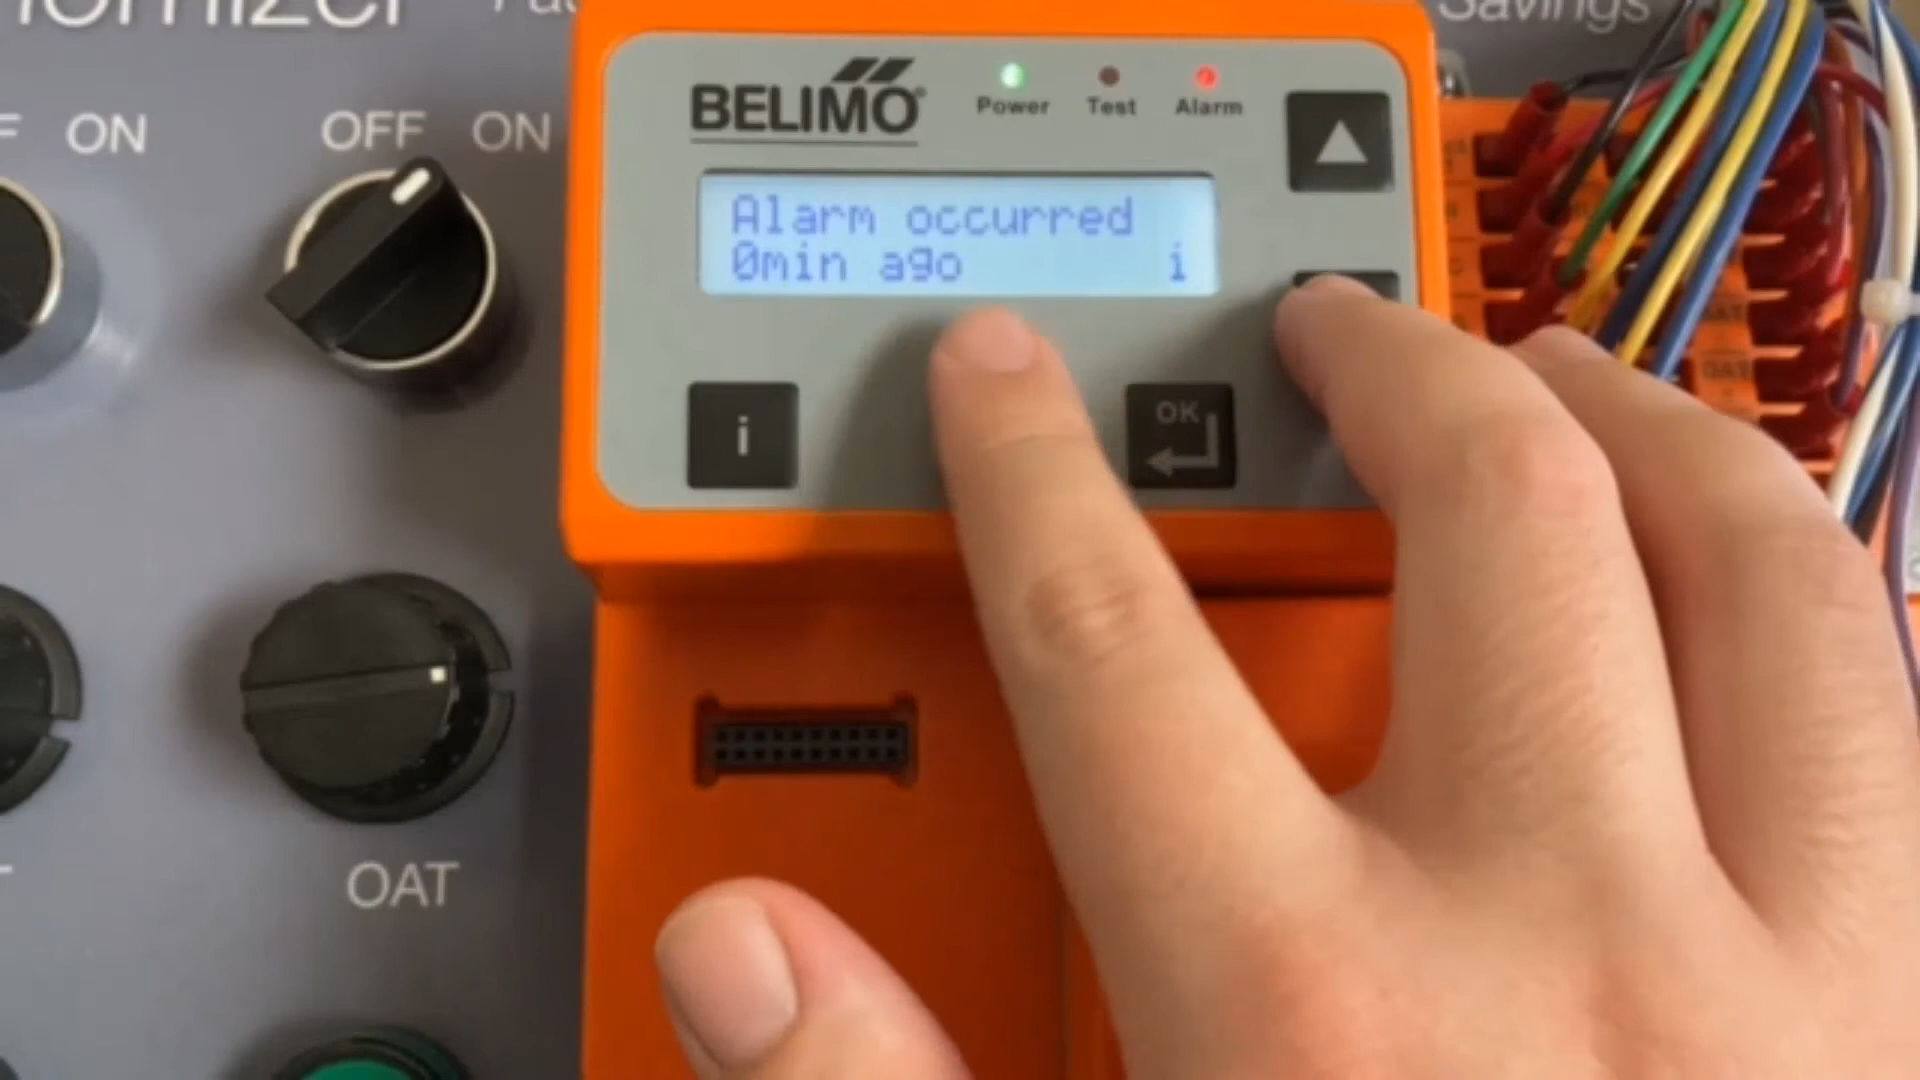 Savings
ON
OFF ON
BELIMO
Power Test Alarm
Alarm occurred
0min ago i
i
OK
OAT